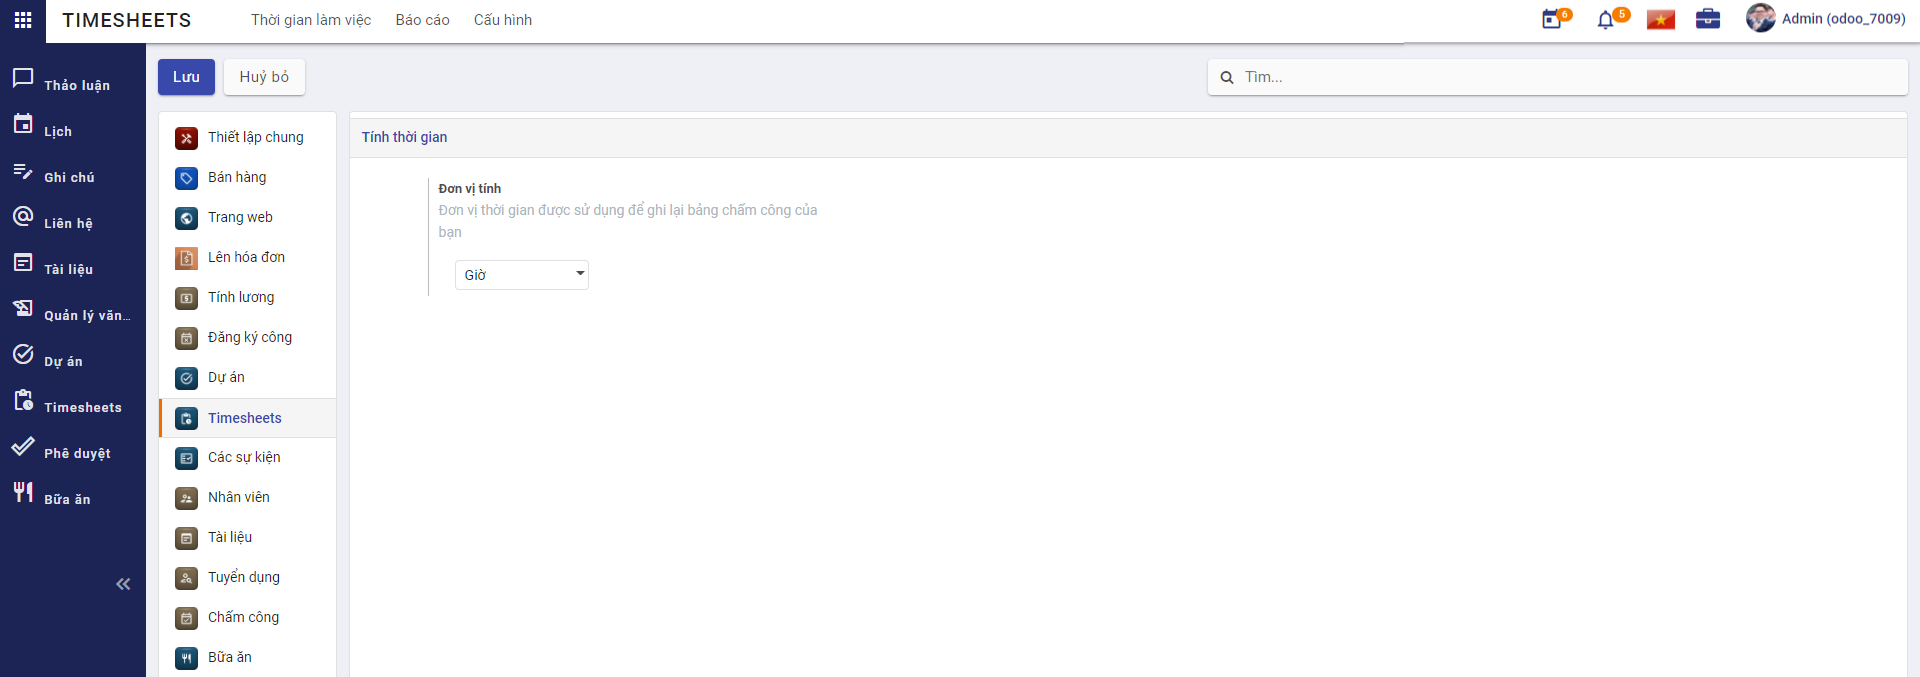 TIMESHEETS
Thời gian làm việc
Báo cáo
Cấu hình
6
5
Admin (odoo_7009)
Thảo luận
Lịch
Ghi chú
Liên hệ
Tài liệu
Quản lý văn...
Dự án
Timesheets
Phê duyệt
Bữa ăn
Lưu
Huỷ bỏ
Tìm...
Thiết lập chung
Bán hàng
Trang web
Lên hóa đơn
Tính lương
Đăng ký công
Dự án
Timesheets
Các sự kiện
Nhân viên
Tài liệu
Tuyển dụng
Chấm công
Bữa ăn
Tính thời gian
Đơn vị tính
Đơn vị thời gian được sử dụng để ghi lại bảng chấm công của
bạn
Giờ